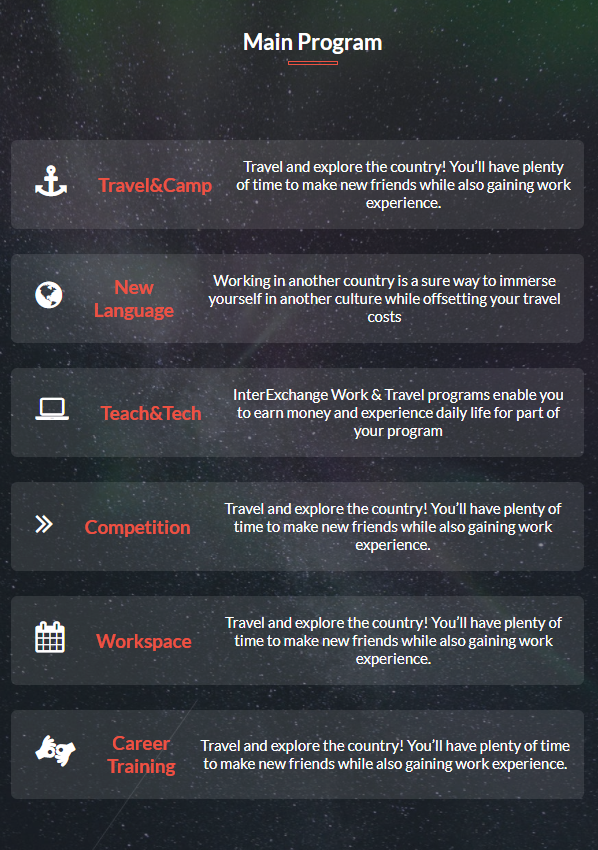 Main Program
Travel&Camp
Travel and explore the country! You’ll have plenty
of time to make new friends while also gaining work
experience.
New
Language
Working in another country is a sure way to immerse
yourself in another culture while offsetting your travel
costs
Teach&Tech
InterExchange Work & Travel programs enable you
to earn money and experience daily life for part of
your program
Competition
Travel and explore the country! You’ll have plenty of
time to make new friends while also gaining work
experience.
Workspace
Travel and explore the country! You’ll have plenty of
time to make new friends while also gaining work
experience.
Career
Training
Travel and explore the country! You’ll have plenty of time
to make new friends while also gaining work experience.